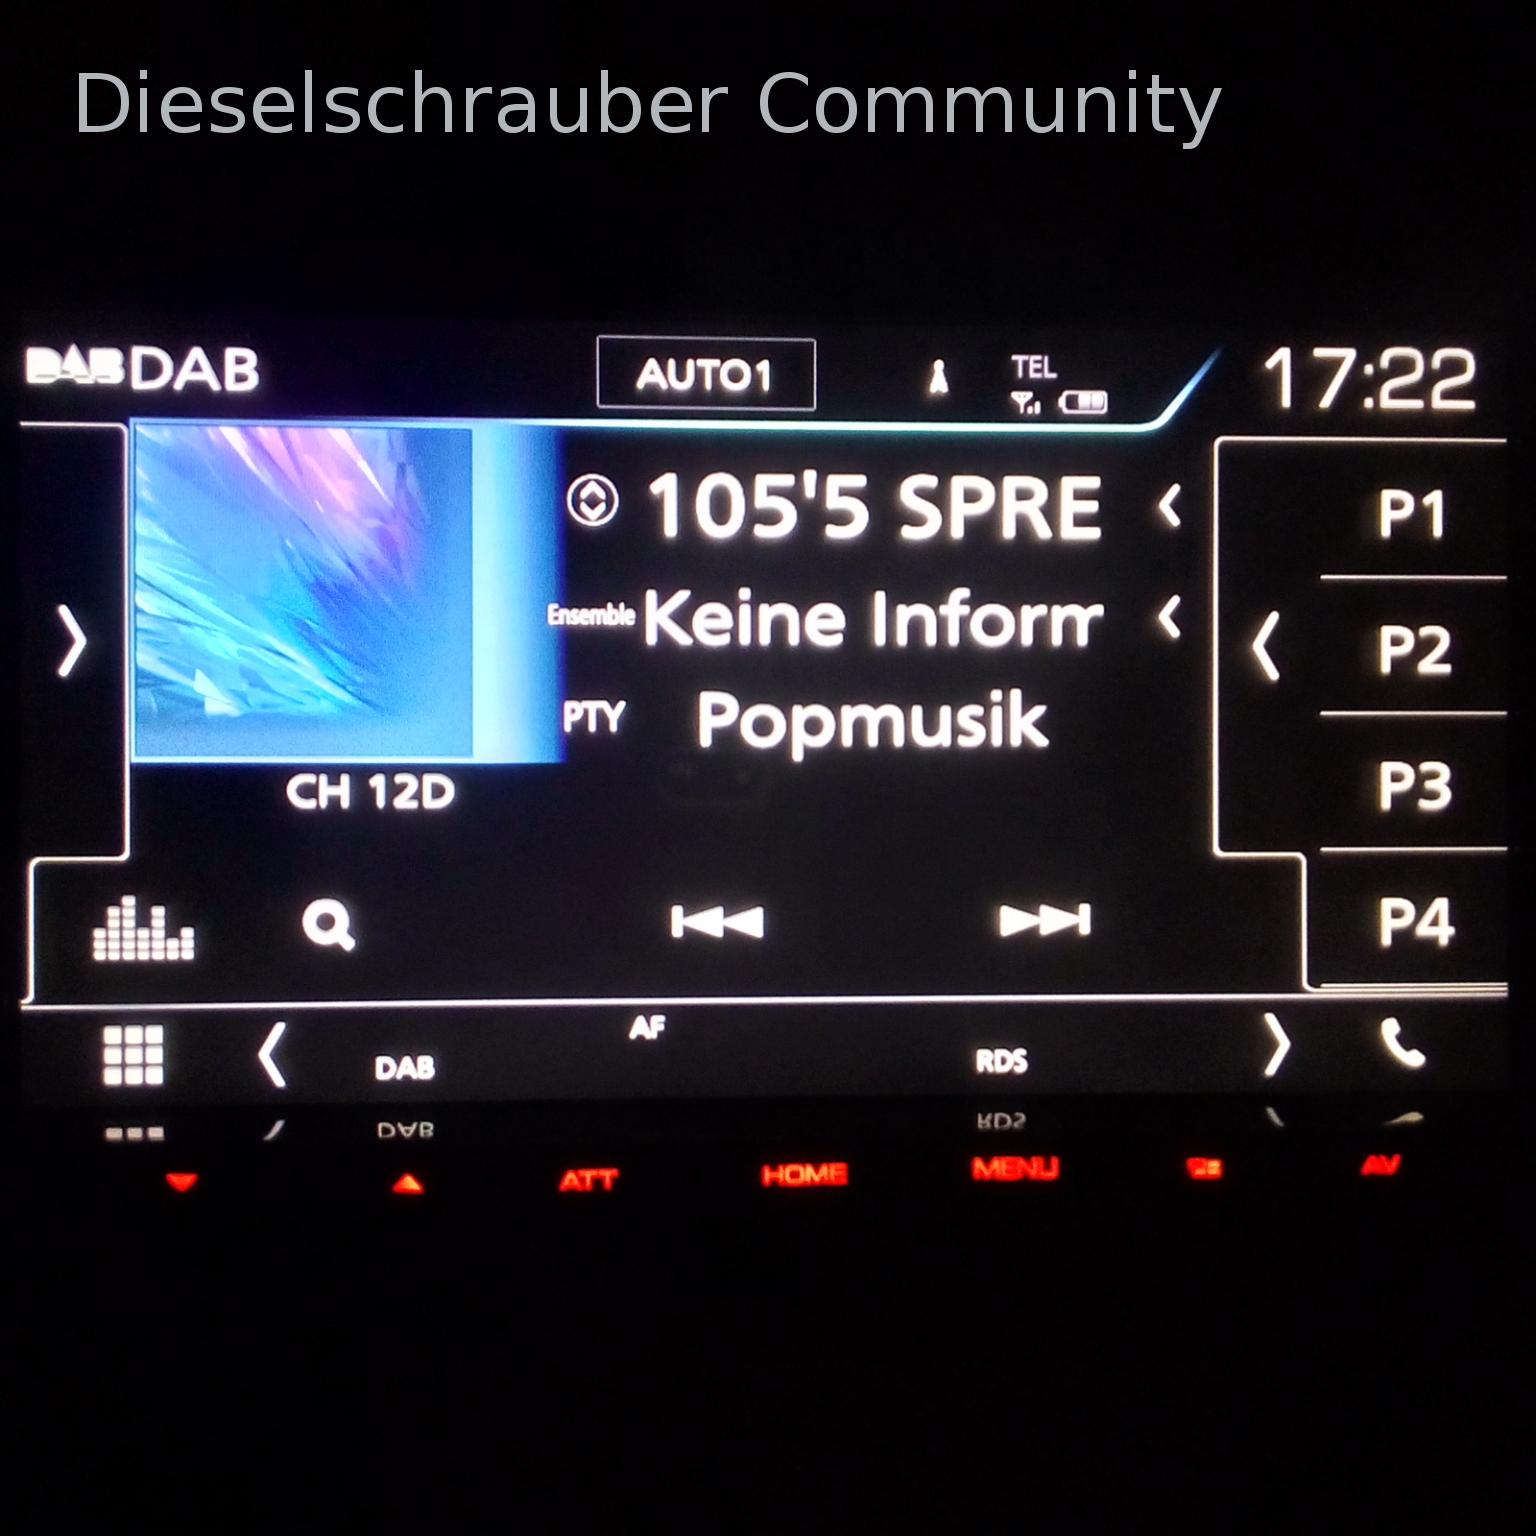 Dieselschrauber Community
DAB DAB
AUTO1
TEL
17:22
105'5 SPRE
Ensemble Keine Inform
PTY Popmusik
CH 12D
P1
P2
P3
P4
AF
DAB
RDS
ATT
HOME
MENU
AV